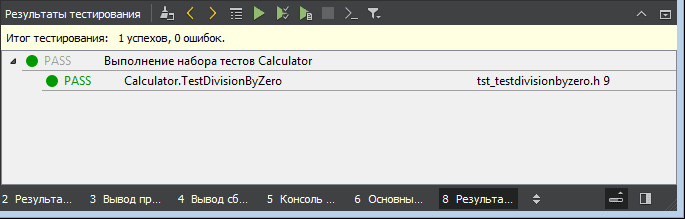 Результаты тестирования
Итог тестирования: 1 успехов, 0 ошибок.
PASS Выполнение набора тестов Calculator
PASS Calculator.TestDivisionByZero tst_testdivisionbyzero.h 9
2 Результа... 3 Вывод пр... 4 Вывод сб... 5 Консоль ... 6 Основны... 8 Результа...